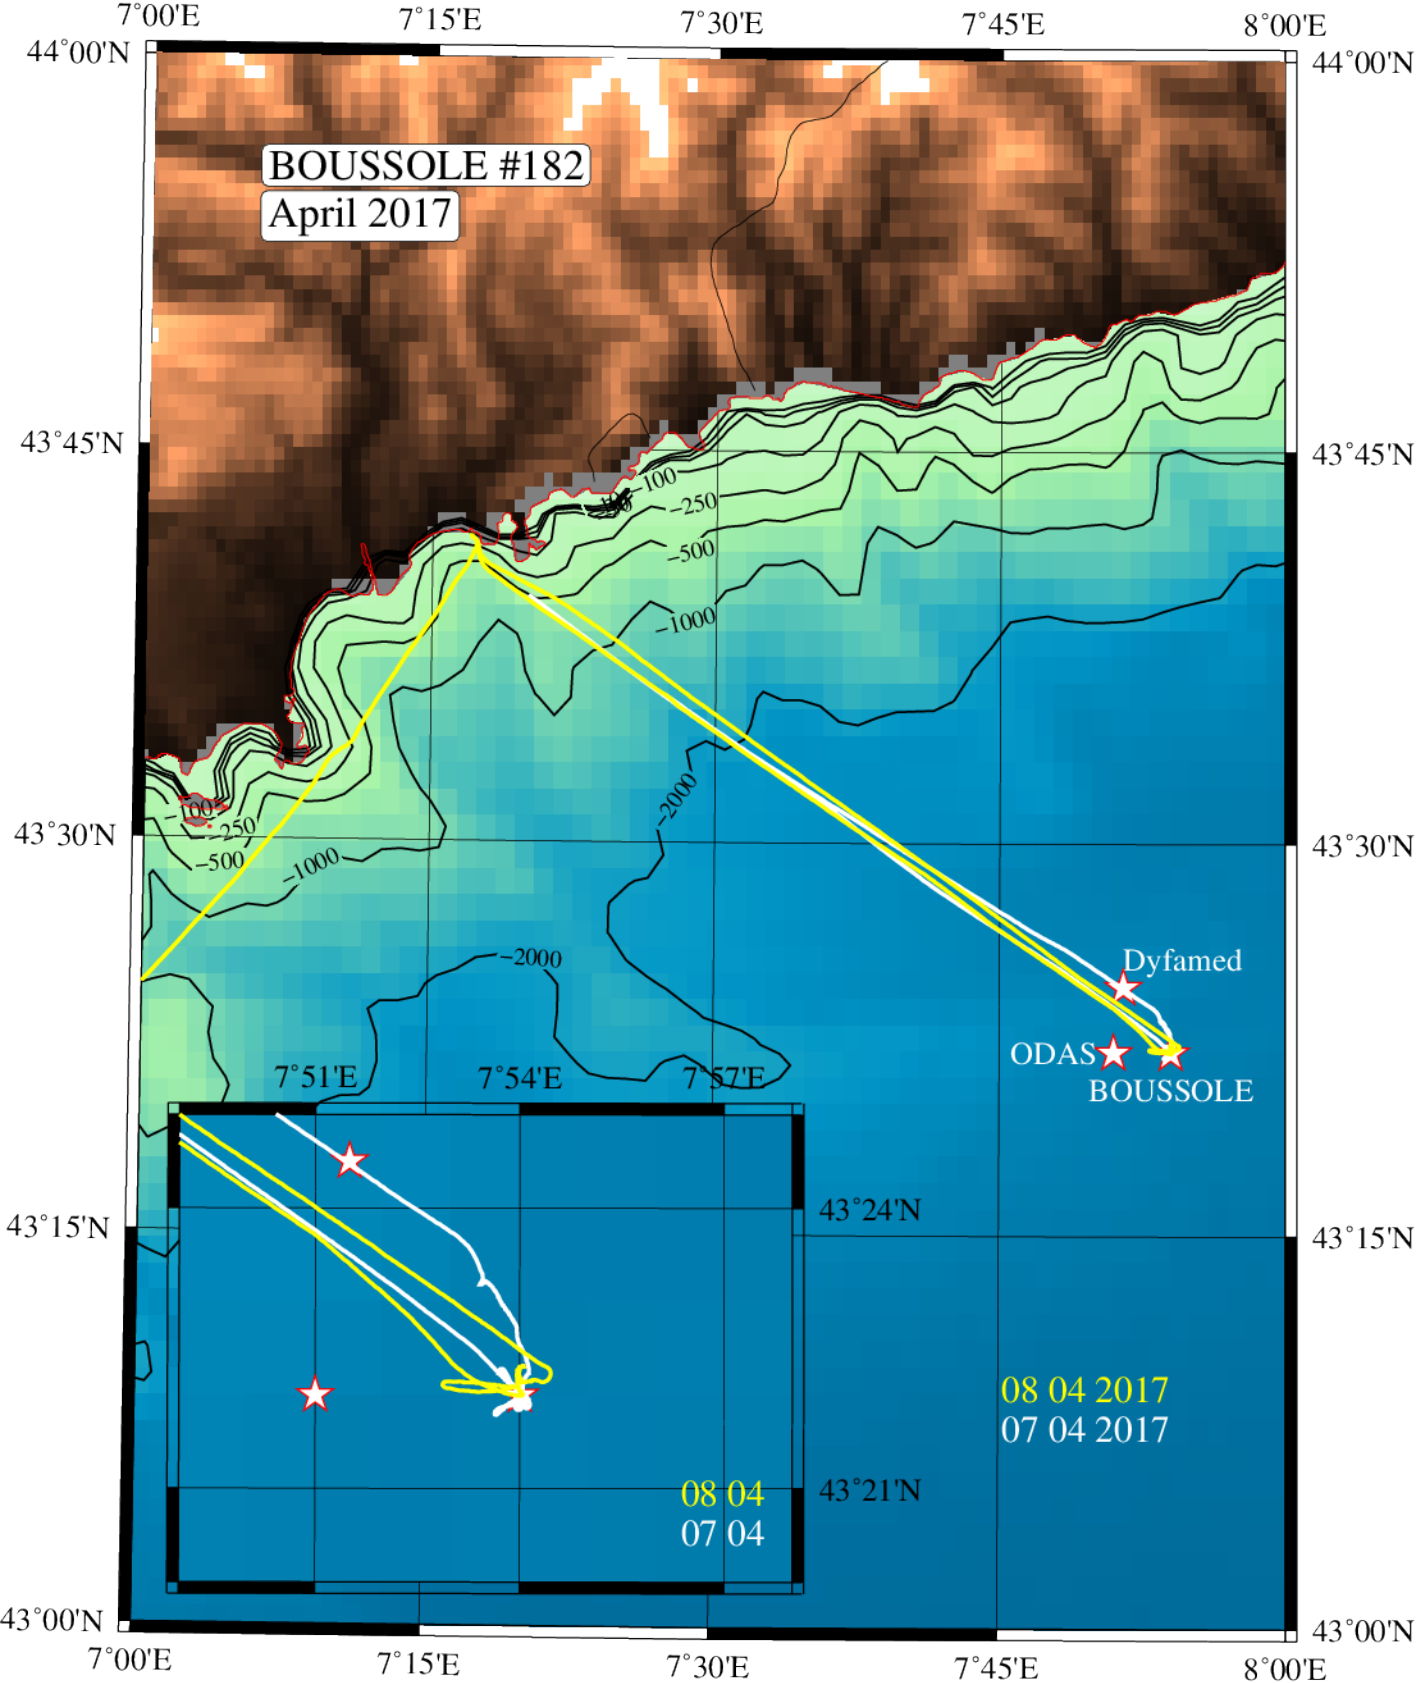 7°00'E 7°15'E 7°30'E 7°45'E 8°00'E
44°00'N 44°00'N
BOUSSOLE #182
April 2017
43°45'N 43°45'N
−100
−250
−500
−1000
−2000
43°30'N 43°30'N
−100
−250
−500
−1000
−2000
Dyfamed
ODAS
BOUSSOLE
7°51'E 7°54'E 7°57'E
43°24'N
43°15'N 43°15'N
08 04 2017
07 04 2017
43°21'N
08 04
07 04
43°00'N 43°00'N
7°00'E 7°15'E 7°30'E 7°45'E 8°00'E